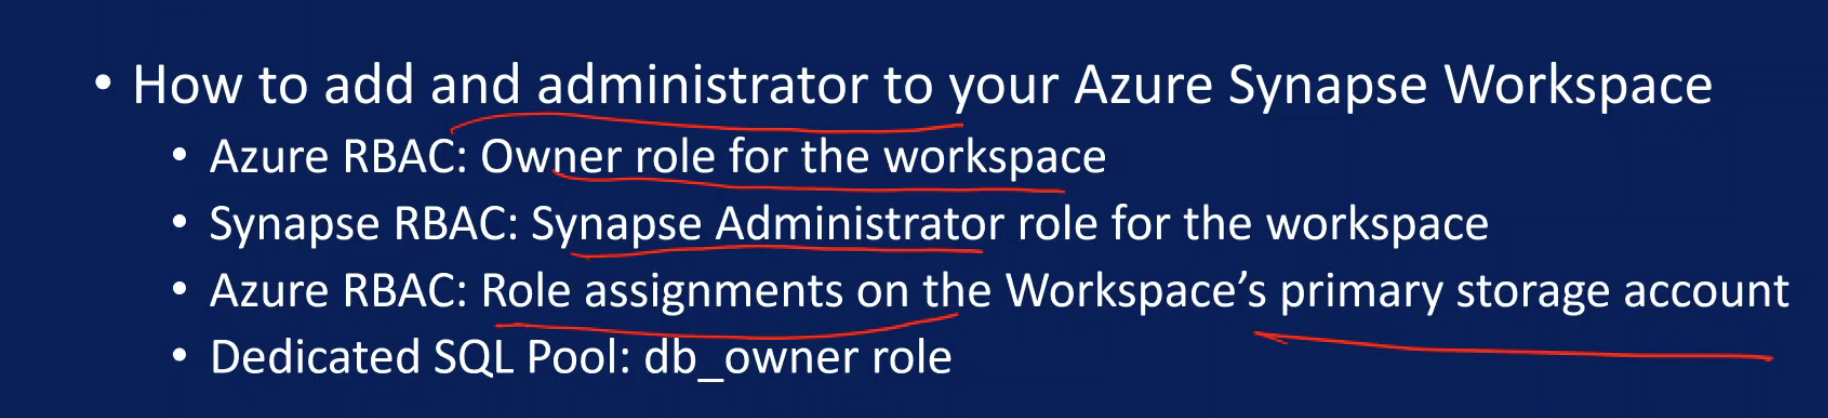 • How to add and administrator to your Azure Synapse Workspace
• Azure RBAC: Owner role for the workspace
• Synapse RBAC: Synapse Administrator role for the workspace
• Azure RBAC: Role assignments on the Workspace’s primary storage account
• Dedicated SQL Pool: db_owner role